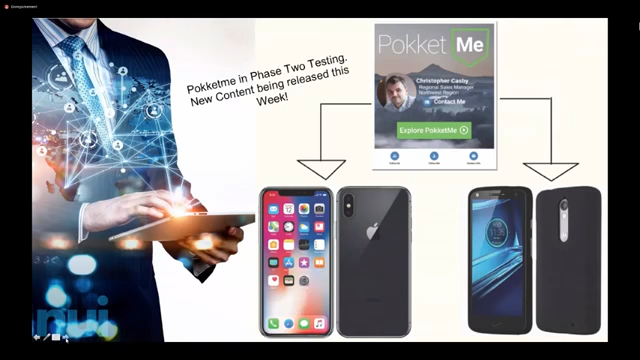 Pokketme in Phase Two Testing.
New Content being released this
Week!
Pokket Me
Christopher Casby
Regional Sales Manager
Northwest Region
Contact Me
Explore PokketMe
nui